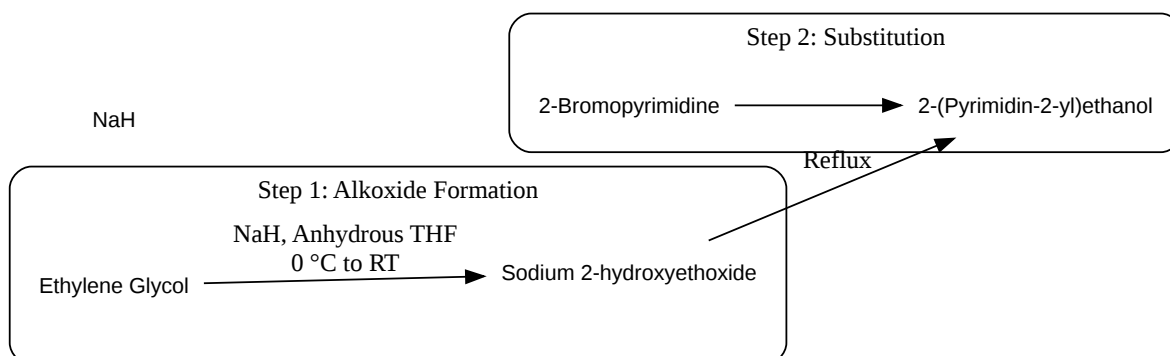 Step 2: Substitution
2-Bromopyrimidine
2-(Pyrimidin-2-yl)ethanol
NaH
Reflux
Step 1: Alkoxide Formation
NaH, Anhydrous THF
0 °C to RT
Ethylene Glycol
Sodium 2-hydroxyethoxide